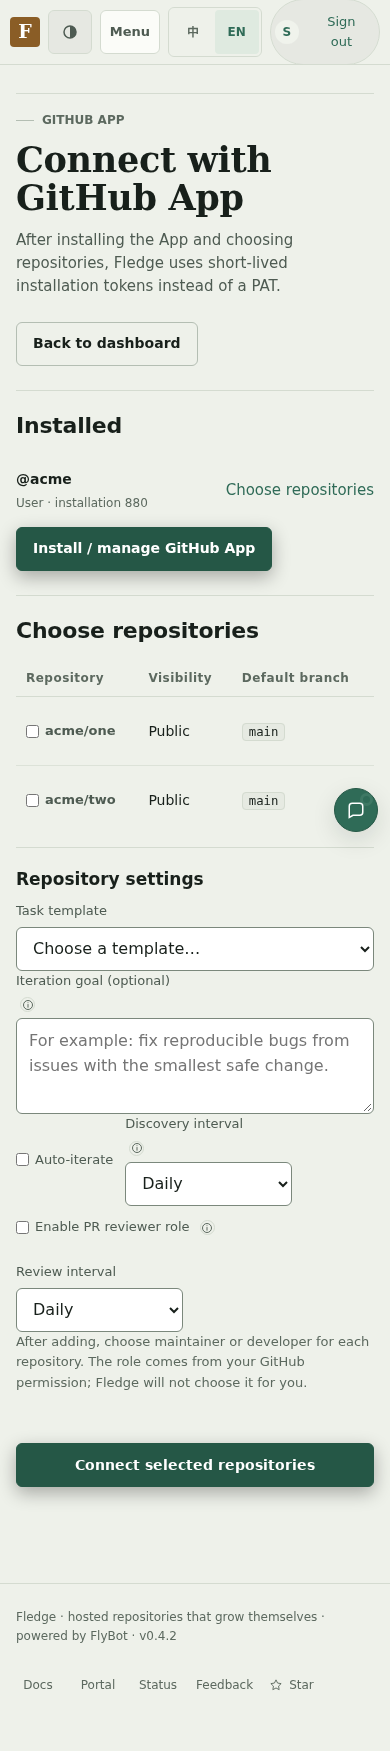 F Menu 中 EN S Sign out
GITHUB APP
Connect with
GitHub App
After installing the App and choosing
repositories, Fledge uses short-lived
installation tokens instead of a PAT.
Back to dashboard
Installed
@acme
User · installation 880
Choose repositories
Install / manage GitHub App
Choose repositories
Repository Visibility Default branch
acme/one Public main
acme/two Public main
Repository settings
Task template
Choose a template…
Iteration goal (optional)
For example: fix reproducible bugs from
issues with the smallest safe change.
Discovery interval
Auto-iterate
Daily
Enable PR reviewer role
Review interval
Daily
After adding, choose maintainer or developer for each
repository. The role comes from your GitHub
permission; Fledge will not choose it for you.
Connect selected repositories
Fledge · hosted repositories that grow themselves ·
powered by FlyBot · v0.4.2
Docs Portal Status Feedback Star